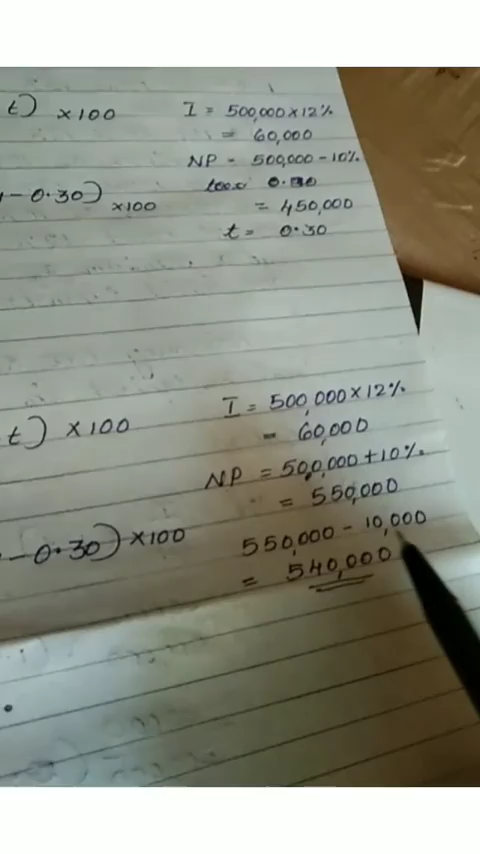 t) ×100
I = 500,000×12%
= 60,000
NP = 500,000 - 10%
- 0.30) ×100
= 450,000
t = 0.30
I = 500,000×12%
t) ×100
= 60,000
NP = 500,000+10%
= 550,000
- 0.30) ×100
550,000 - 10,000
= 540,000